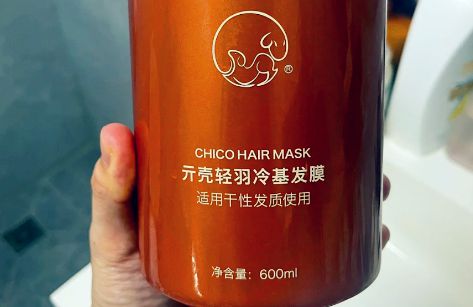 ®
CHICO HAIR MASK
亓壳轻羽冷基发膜
适用干性发质使用
净含量：600ml